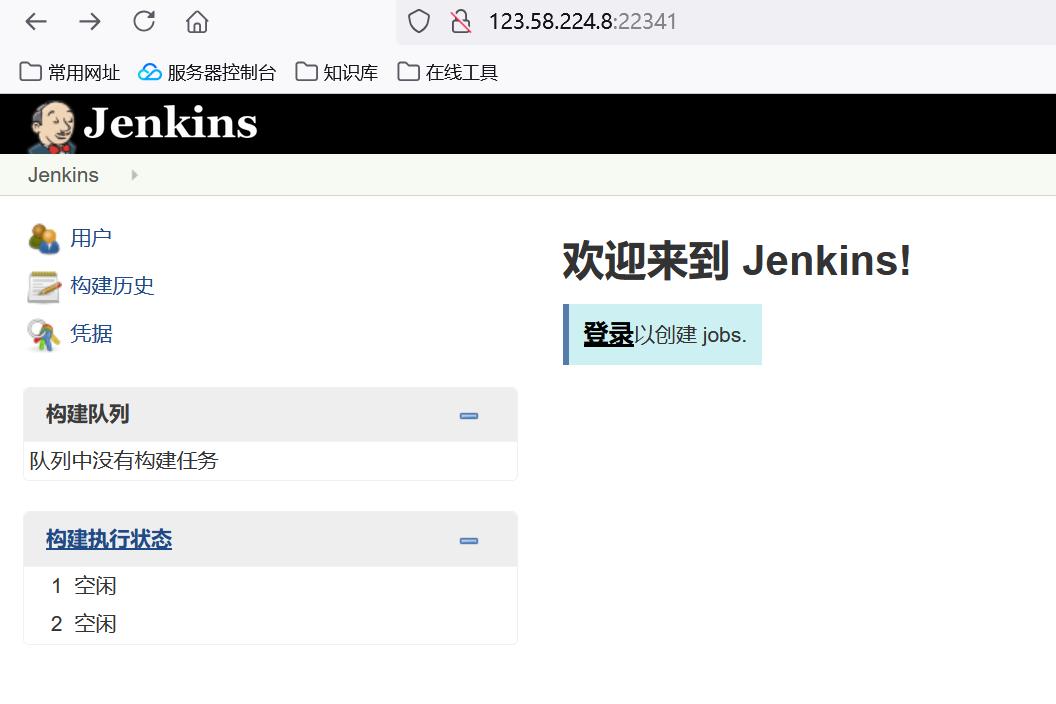 123.58.224.8:22341
常用网址 服务器控制台 知识库 在线工具
Jenkins
Jenkins
用户
构建历史
凭据
欢迎来到 Jenkins!
登录以创建 jobs.
构建队列
队列中没有构建任务
构建执行状态
1 空闲
2 空闲